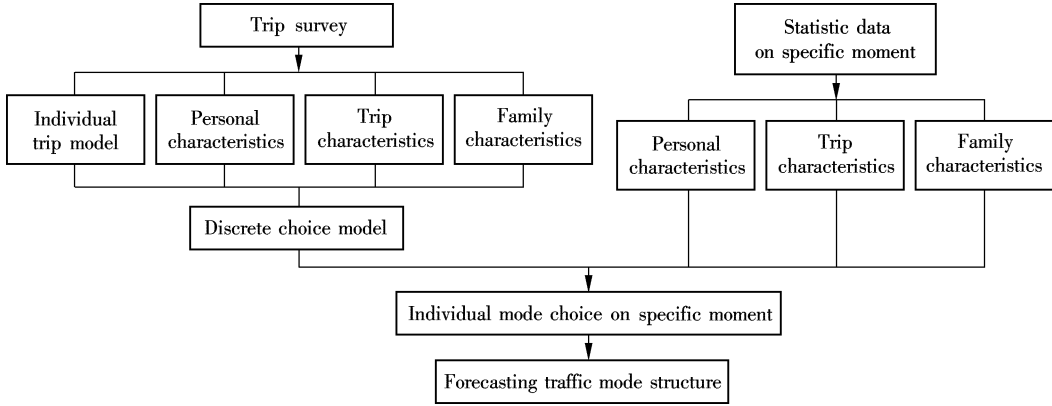 Trip survey
Statistic data
on specific moment
Individual
trip model
Personal
characteristics
Trip
characteristics
Family
characteristics
Personal
characteristics
Trip
characteristics
Family
characteristics
Discrete choice model
Individual mode choice on specific moment
Forecasting traffic mode structure